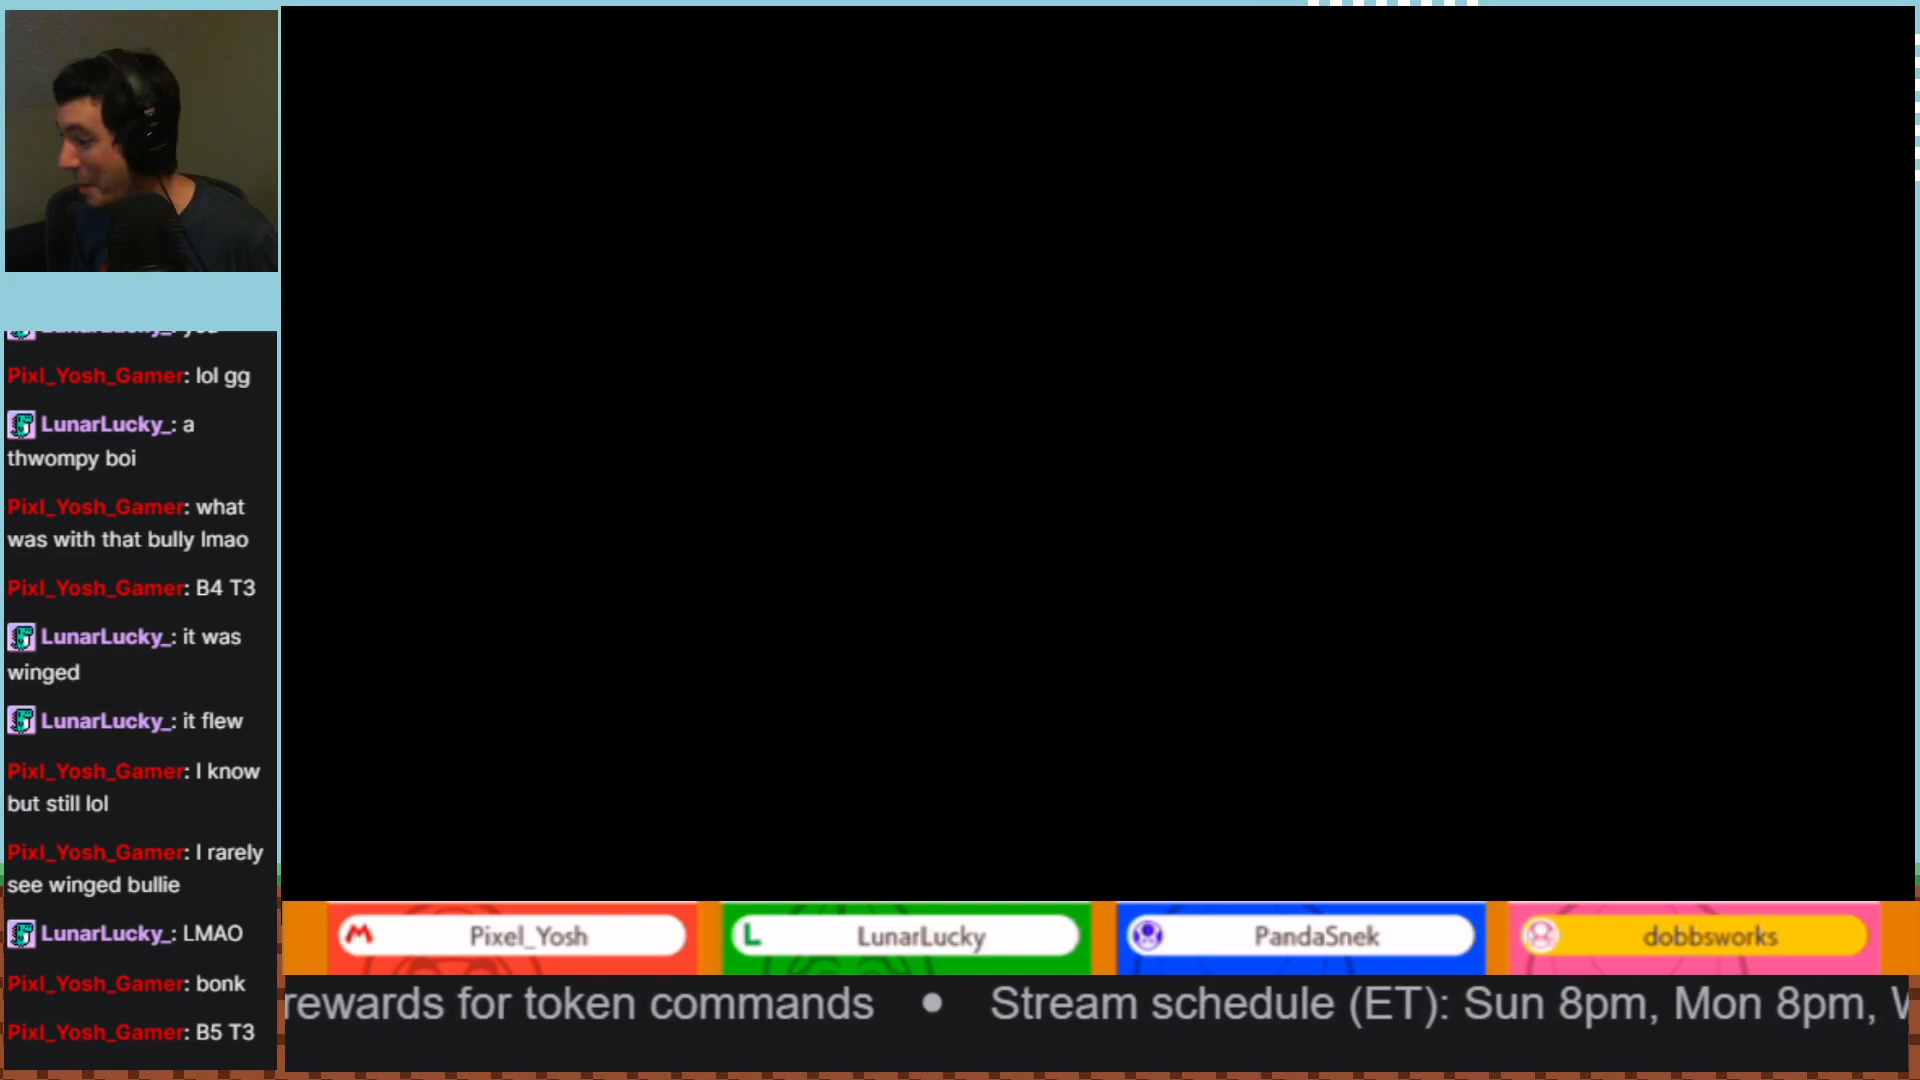 Pixl_Yosh_Gamer: lol gg
LunarLucky_: a
thwompy boi
Pixl_Yosh_Gamer: what
was with that bully lmao
Pixl_Yosh_Gamer: B4 T3
LunarLucky_: it was
winged
LunarLucky_: it flew
Pixl_Yosh_Gamer: I know
but still lol
Pixl_Yosh_Gamer: I rarely
see winged bullie
LunarLucky_: LMAO
Pixl_Yosh_Gamer: bonk
Pixl_Yosh_Gamer: B5 T3
M Pixel_Yosh
L LunarLucky
PandaSnek
dobbsworks
rewards for token commands • Stream schedule (ET): Sun 8pm, Mon 8pm,